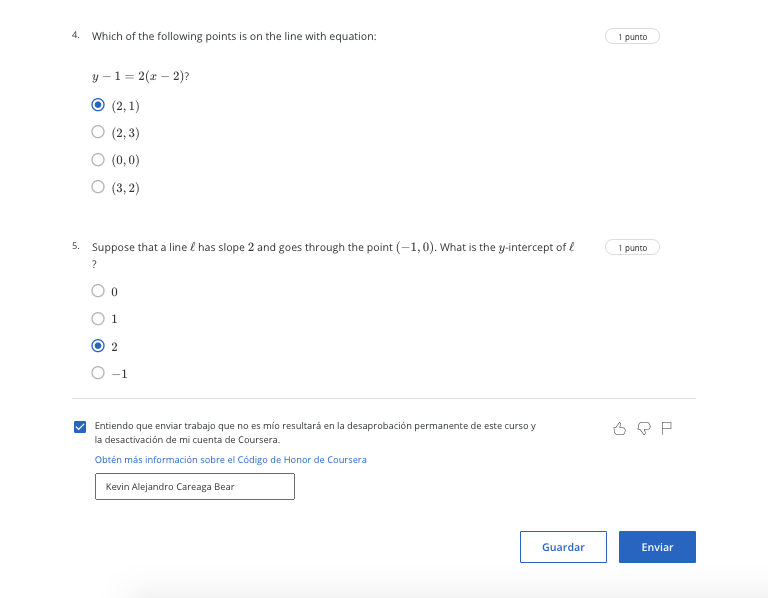 4. Which of the following points is on the line with equation: 1 punto
y − 1 = 2(x − 2)?
(2, 1)
(2, 3)
(0, 0)
(3, 2)
5. Suppose that a line ℓ has slope 2 and goes through the point (−1, 0). What is the y-intercept of ℓ 1 punto
?
0
1
2
−1
Entiendo que enviar trabajo que no es mío resultará en la desaprobación permanente de este curso y
la desactivación de mi cuenta de Coursera.
Obtén más información sobre el Código de Honor de Coursera
Kevin Alejandro Careaga Bear
Guardar Enviar